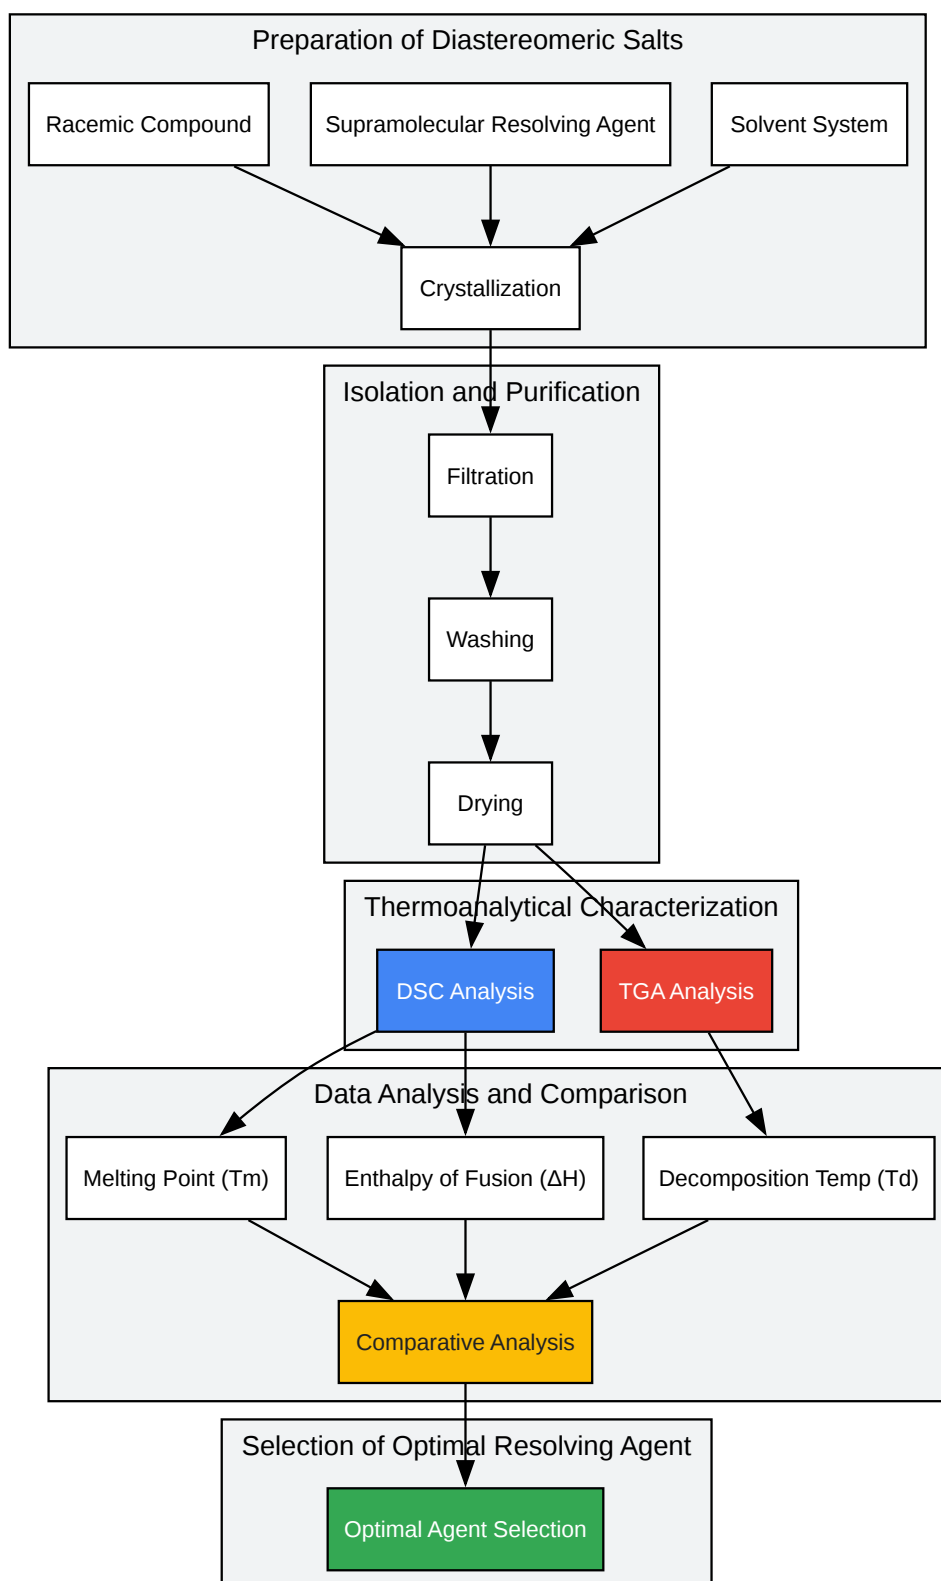 Preparation of Diastereomeric Salts
Racemic Compound
Supramolecular Resolving Agent
Solvent System
Crystallization
Isolation and Purification
Filtration
Washing
Drying
Thermoanalytical Characterization
DSC Analysis
TGA Analysis
Data Analysis and Comparison
Melting Point (Tm)
Enthalpy of Fusion (ΔH)
Decomposition Temp (Td)
Comparative Analysis
Selection of Optimal Resolving Agent
Optimal Agent Selection